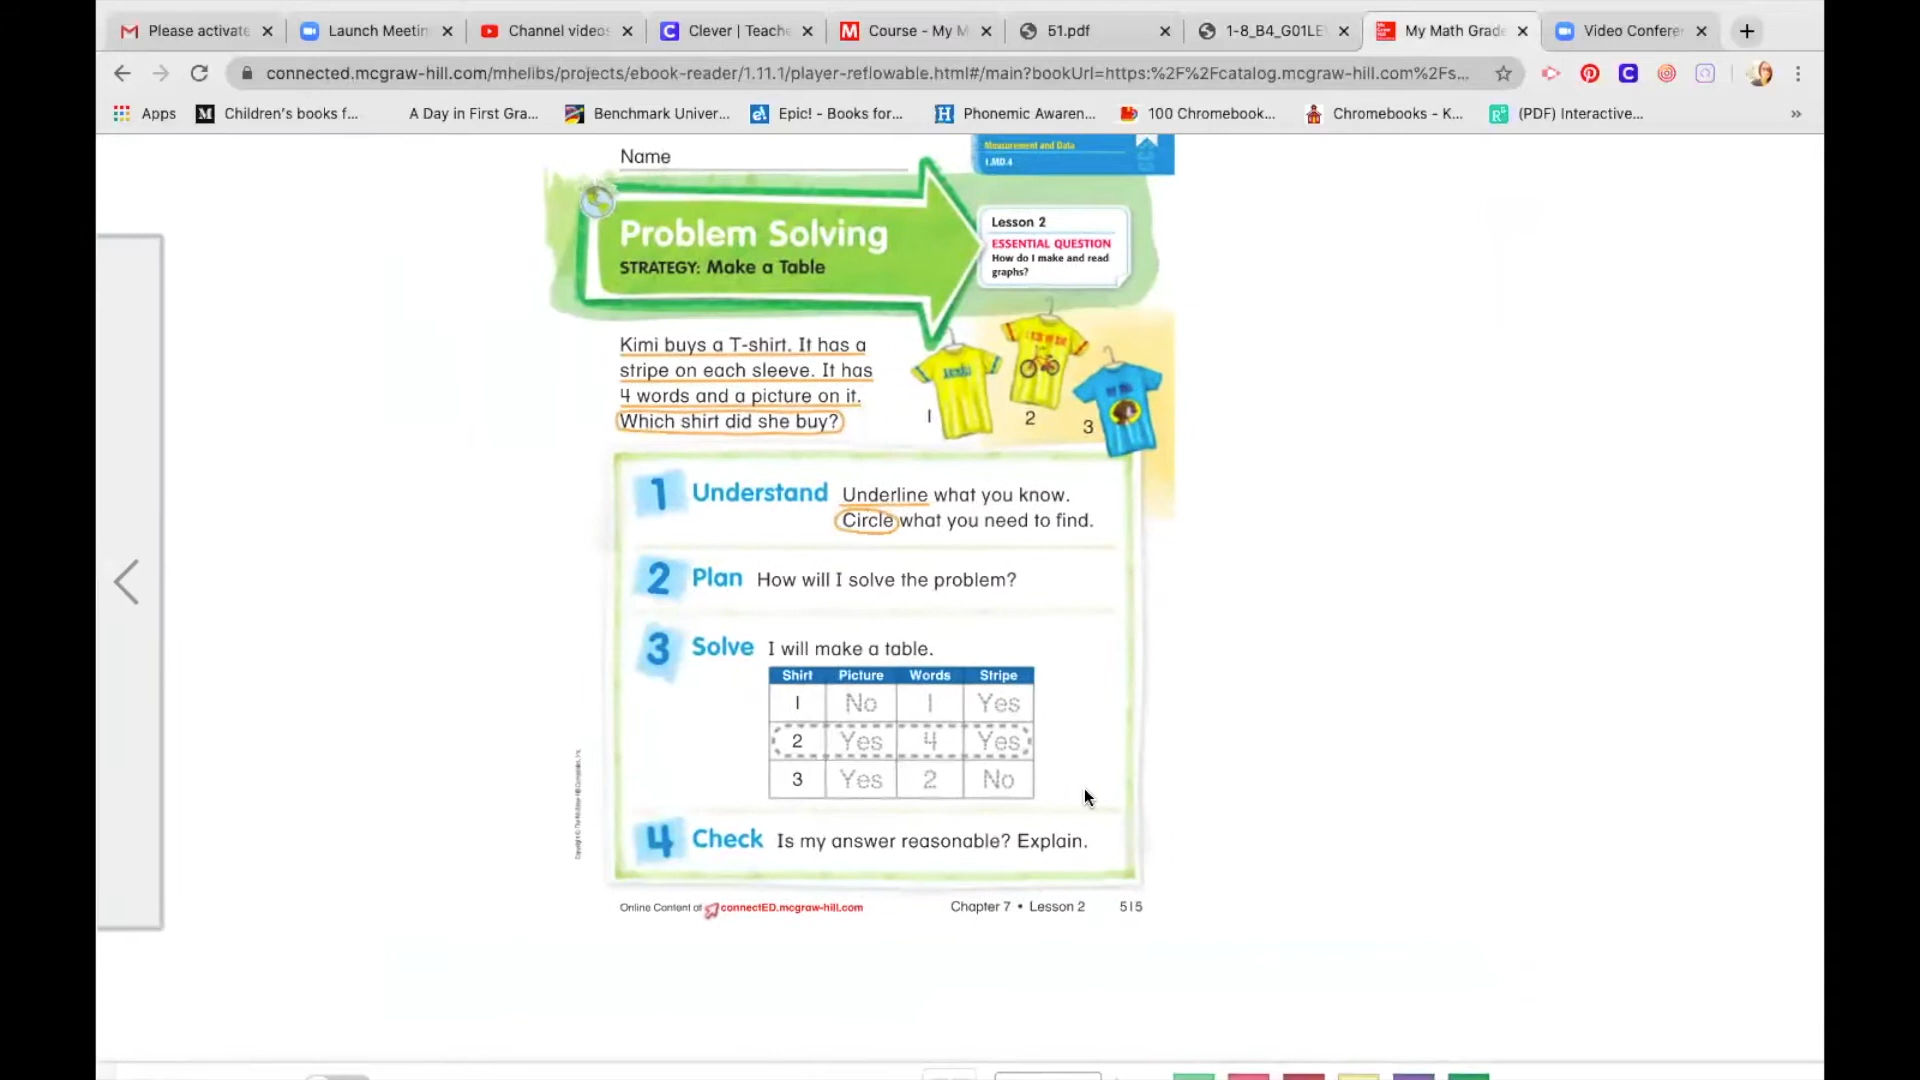 Please activate
Launch Meetin
Channel videos
Clever | Teache
Course - My M
51.pdf
1-8_B4_G01LE
My Math Grade
Video Conferen
connected.mcgraw-hill.com/mhelibs/projects/ebook-reader/1.11.1/player-reflowable.html#/main?bookUrl=https:%2F%2Fcatalog.mcgraw-hill.com%2Fs...
Apps
Children's books f...
A Day in First Gra...
Benchmark Univer...
Epic! - Books for...
Phonemic Awaren...
100 Chromebook...
Chromebooks - K...
(PDF) Interactive...
Name
Measurement and Data
1.MD.4
Problem Solving
STRATEGY: Make a Table
Lesson 2
ESSENTIAL QUESTION
How do I make and read
graphs?
Kimi buys a T-shirt. It has a
stripe on each sleeve. It has
4 words and a picture on it.
Which shirt did she buy?
1
2
3
1 Understand Underline what you know.
Circle what you need to find.
2 Plan How will I solve the problem?
3 Solve I will make a table.
Shirt Picture Words Stripe
1 No 1 Yes
2 Yes 4 Yes
3 Yes 2 No
4 Check Is my answer reasonable? Explain.
Online Content at connectED.mcgraw-hill.com
Chapter 7 • Lesson 2 515